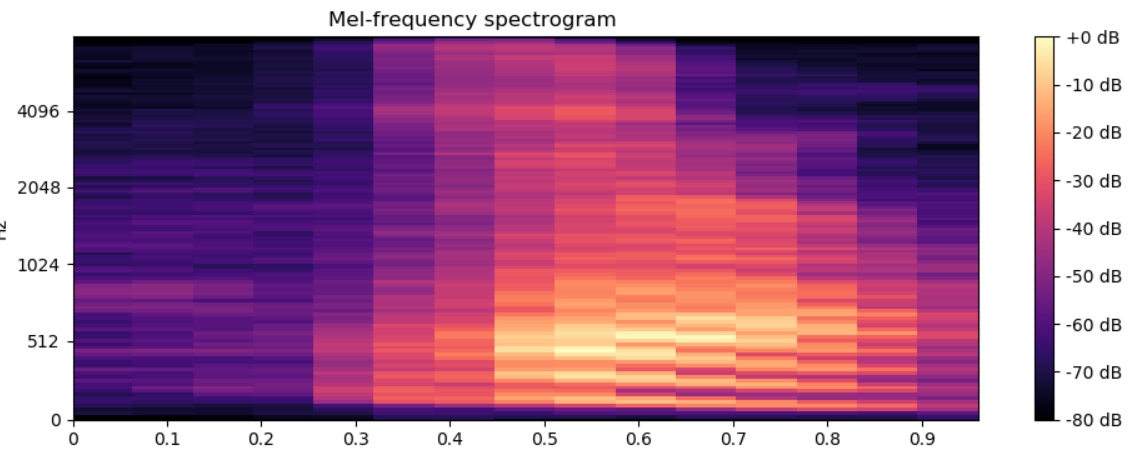 Mel-frequency spectrogram
+0 dB
-10 dB
-20 dB
-30 dB
-40 dB
-50 dB
-60 dB
-70 dB
-80 dB
4096
2048
1024
512
0
0 0.1 0.2 0.3 0.4 0.5 0.6 0.7 0.8 0.9